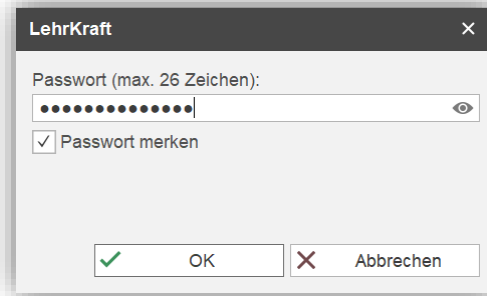 LehrKraft
Passwort (max. 26 Zeichen):
●●●●●●●●●●●●●●
Passwort merken
OK
Abbrechen